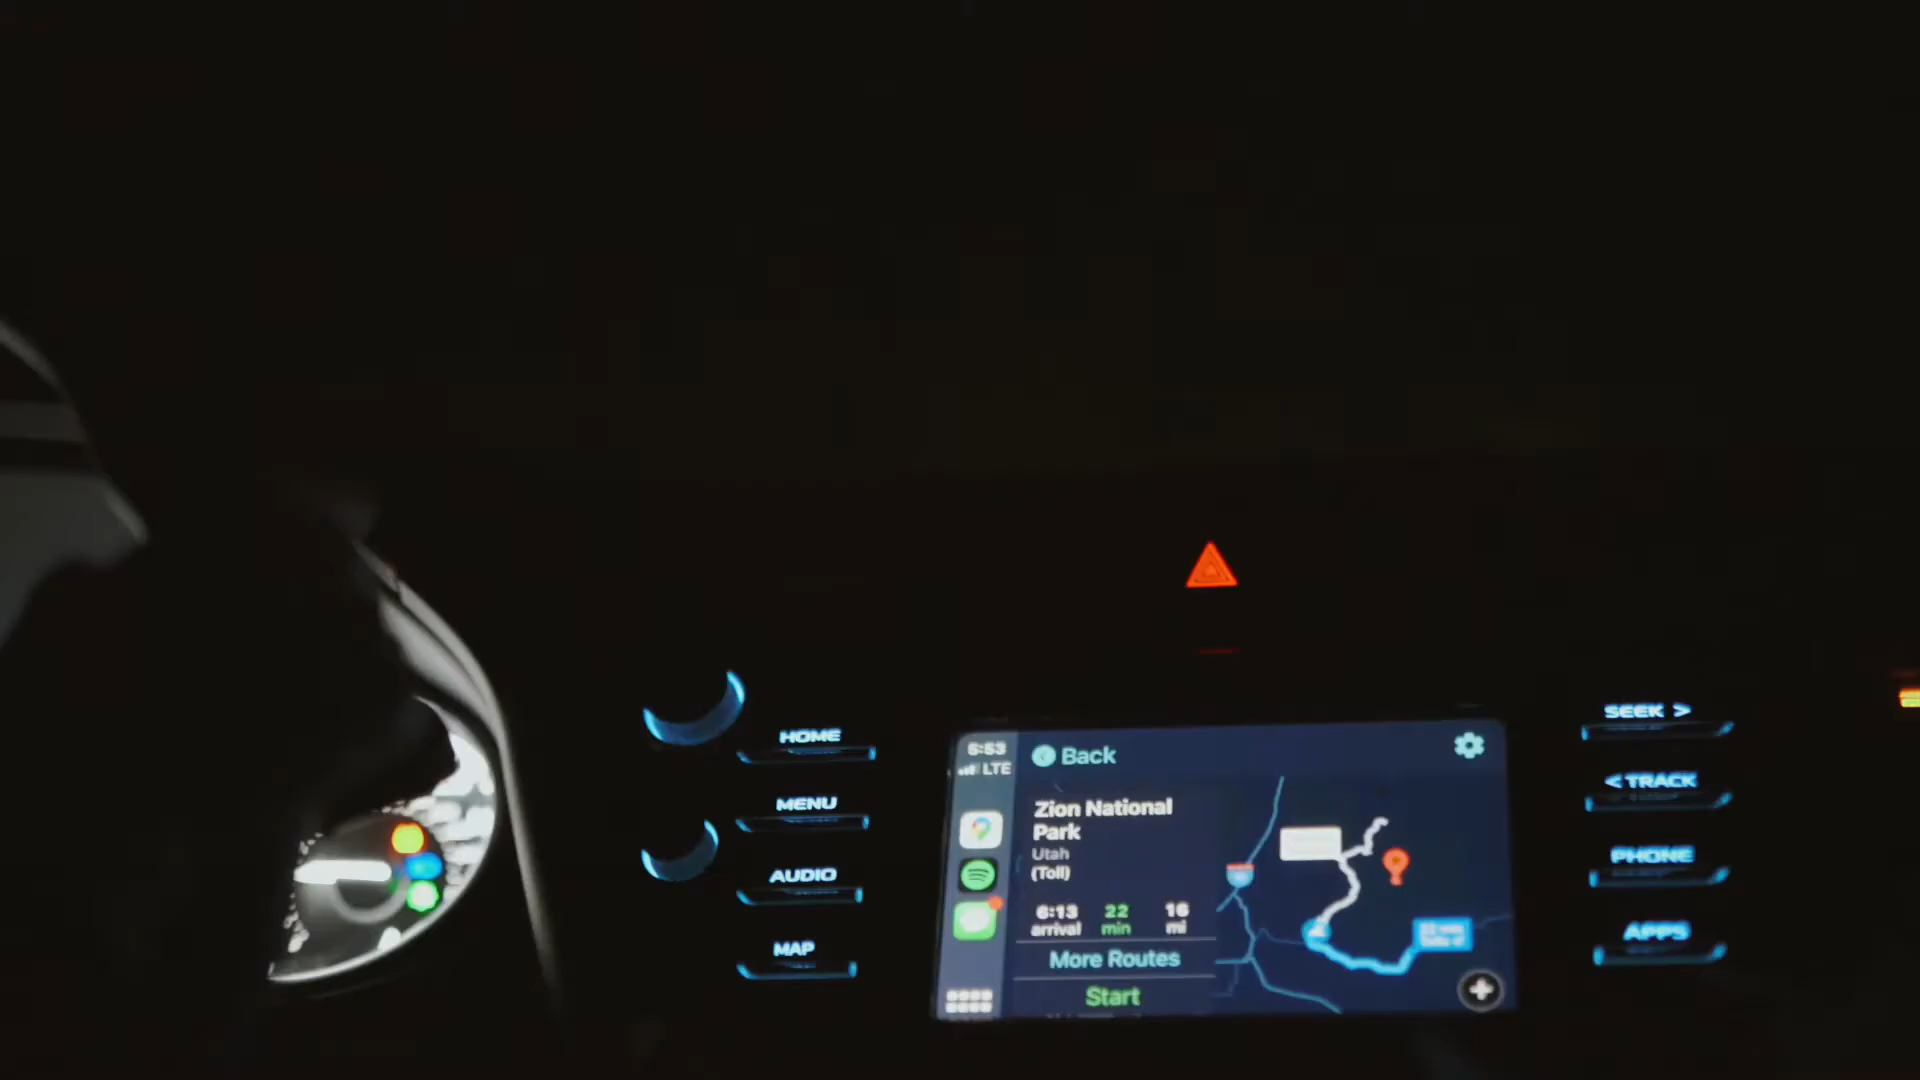 HOME
MENU
AUDIO
MAP
5:53
LTE
Back
Zion National
Park
Utah
(Toll)
6:13 22 16
arrival min mi
More Routes
Start
SEEK >
< TRACK
PHONE
APPS